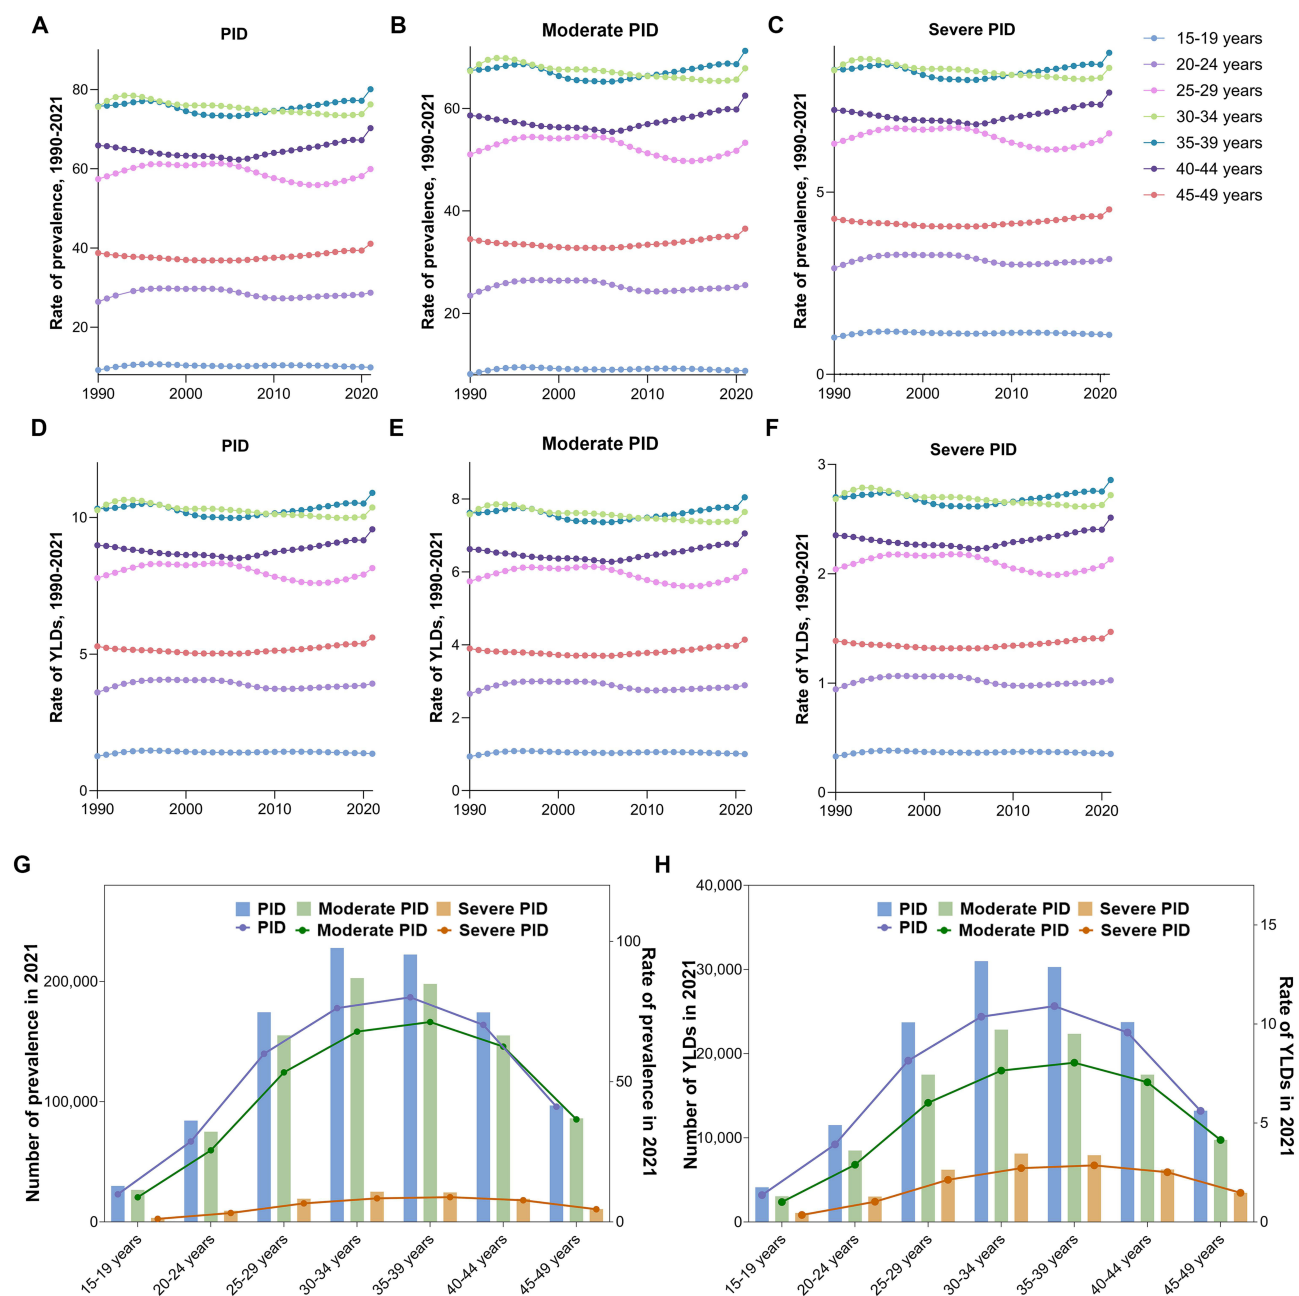 A
PID
Rate of prevalence, 1990-2021
80
60
40
20
1990
2000
2010
2020
B
Moderate PID
Rate of prevalence, 1990-2021
60
40
20
1990
2000
2010
2020
C
Severe PID
Rate of prevalence, 1990-2021
5
0
1990
2000
2010
2020
15-19 years
20-24 years
25-29 years
30-34 years
35-39 years
40-44 years
45-49 years
D
PID
Rate of YLDs, 1990-2021
10
5
0
1990
2000
2010
2020
E
Moderate PID
Rate of YLDs, 1990-2021
8
6
4
2
0
1990
2000
2010
2020
F
Severe PID
Rate of YLDs, 1990-2021
3
2
1
0
1990
2000
2010
2020
G
PID Moderate PID Severe PID
PID Moderate PID Severe PID
Number of prevalence in 2021
200,000
100,000
0
Rate of prevalence in 2021
100
50
0
15-19 years
20-24 years
25-29 years
30-34 years
35-39 years
40-44 years
45-49 years
H
PID Moderate PID Severe PID
PID Moderate PID Severe PID
Number of YLDs in 2021
40,000
30,000
20,000
10,000
0
Rate of YLDs in 2021
15
10
5
0
15-19 years
20-24 years
25-29 years
30-34 years
35-39 years
40-44 years
45-49 years